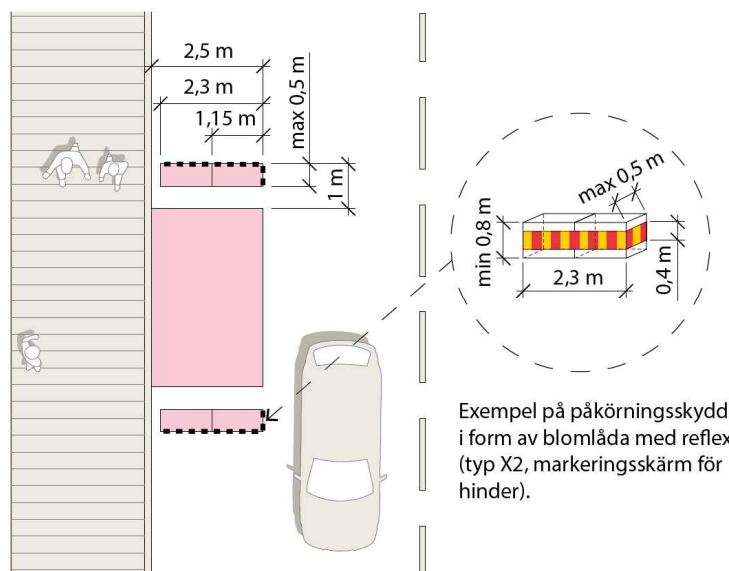 2,5 m
2,3 m
1,15 m
max 0,5 m
1 m
max 0,5 m
min 0,8 m
2,3 m
0,4 m
Exempel på påkörningsskydd
i form av blomlåda med reflex
(typ X2, markeringsskärm för
hinder).